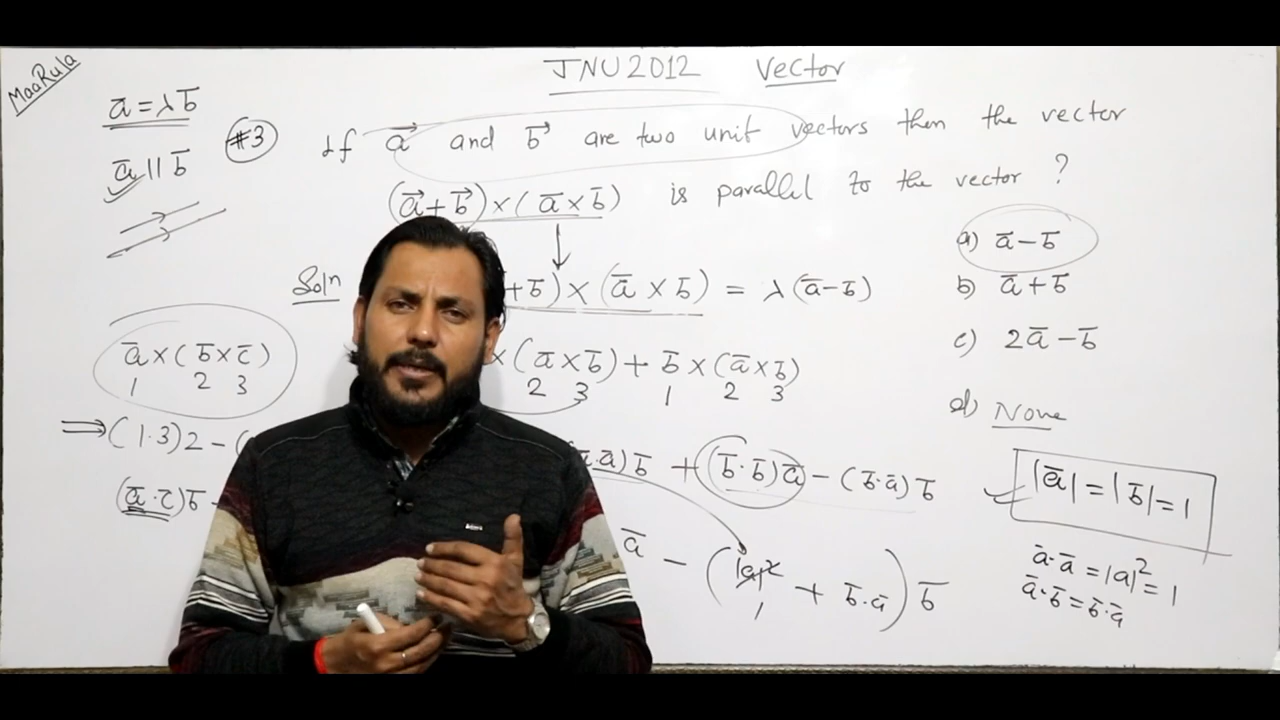 MaaRula
JNU 2012 Vector
a̅ = λb̅
a̅ || b̅
#3 If a⃗ and b⃗ are two unit vectors then the vector
(a⃗ + b⃗) × (a̅ × b̅) is parallel to the vector ?
a) a̅ – b̅
b) a̅ + b̅
c) 2a̅ – b̅
d) None
Soln + b̅) × (a̅ × b̅) = λ(a̅ – b̅)
a̅ × (b̅ × c̅)
1 2 3
× (a̅ × b̅) + b̅ × (a̅ × b̅)
2 3 1 2 3
⇒ (1·3)2 – (
(a̅·c̅)b̅ –
·a̅)b̅ + (b̅·b̅)a̅ – (b̅·a̅)b̅
a̅ – (|a|² + b̅·a̅) b̅
1
|a̅| = |b̅| = 1
a̅·a̅ = |a|² = 1
a̅·b̅ = b̅·a̅